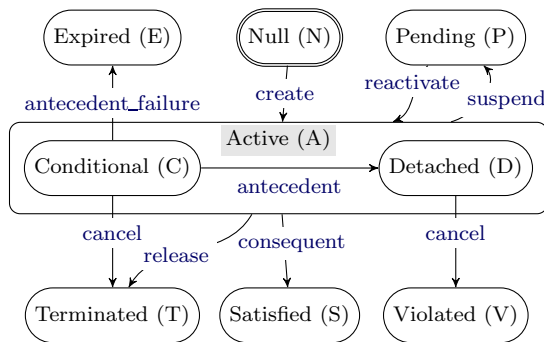 Expired (E)
Null (N)
Pending (P)
antecedent_failure
create
reactivate
suspend
Active (A)
Conditional (C)
antecedent
Detached (D)
cancel
release
consequent
cancel
Terminated (T)
Satisfied (S)
Violated (V)